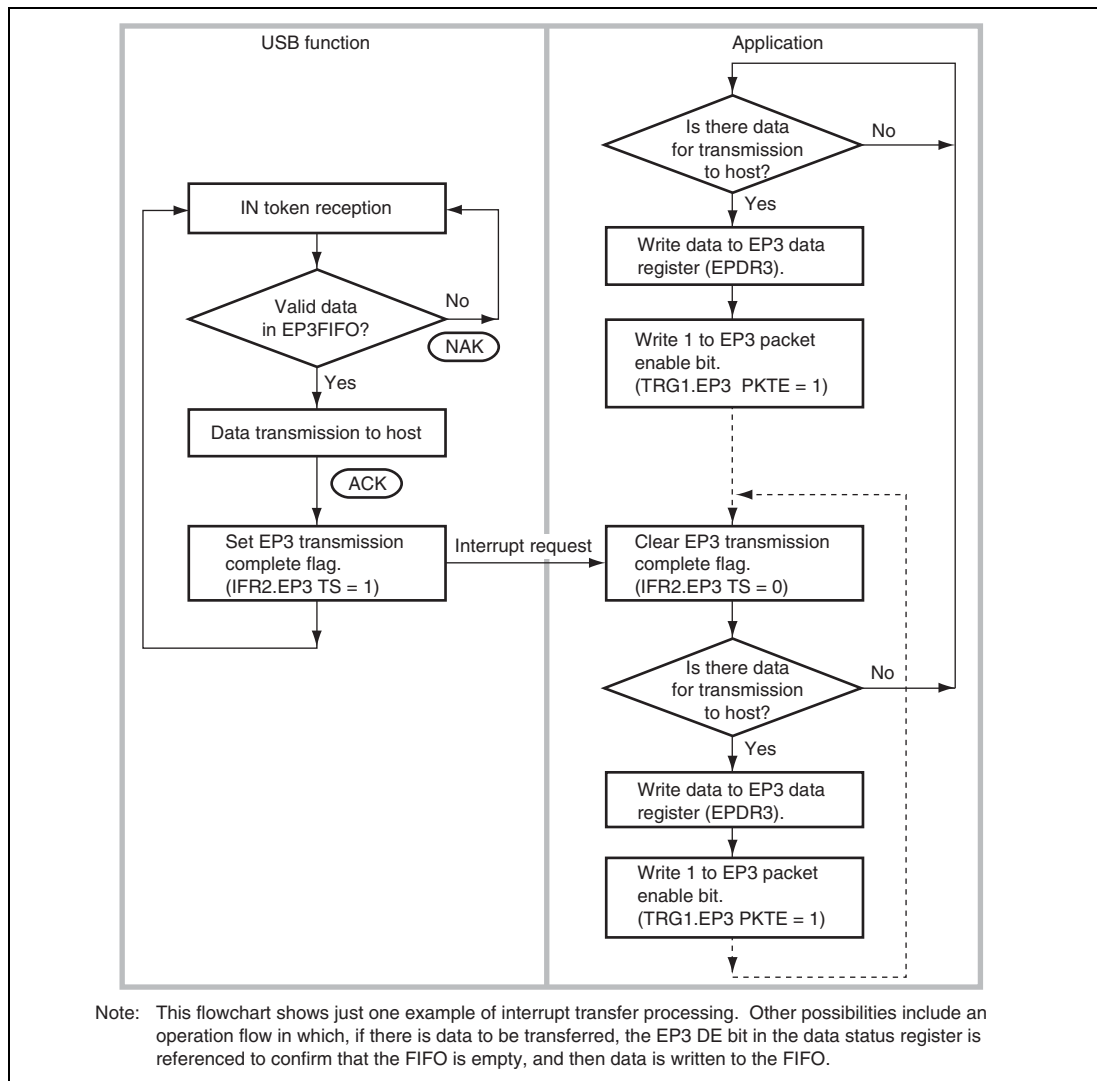 USB function
IN token reception
Valid data
in EP3FIFO?
No
NAK
Yes
Data transmission to host
ACK
Set EP3 transmission
complete flag.
(IFR2.EP3 TS = 1)
Interrupt request
Application
Is there data
for transmission
to host?
No
Yes
Write data to EP3 data
register (EPDR3).
Write 1 to EP3 packet
enable bit.
(TRG1.EP3  PKTE = 1)
Clear EP3 transmission
complete flag.
(IFR2.EP3 TS = 0)
Is there data
for transmission
to host?
No
Yes
Write data to EP3 data
register (EPDR3).
Write 1 to EP3 packet
enable bit.
(TRG1.EP3 PKTE = 1)
Note: This flowchart shows just one example of interrupt transfer processing. Other possibilities include an
operation flow in which, if there is data to be transferred, the EP3 DE bit in the data status register is
referenced to confirm that the FIFO is empty, and then data is written to the FIFO.